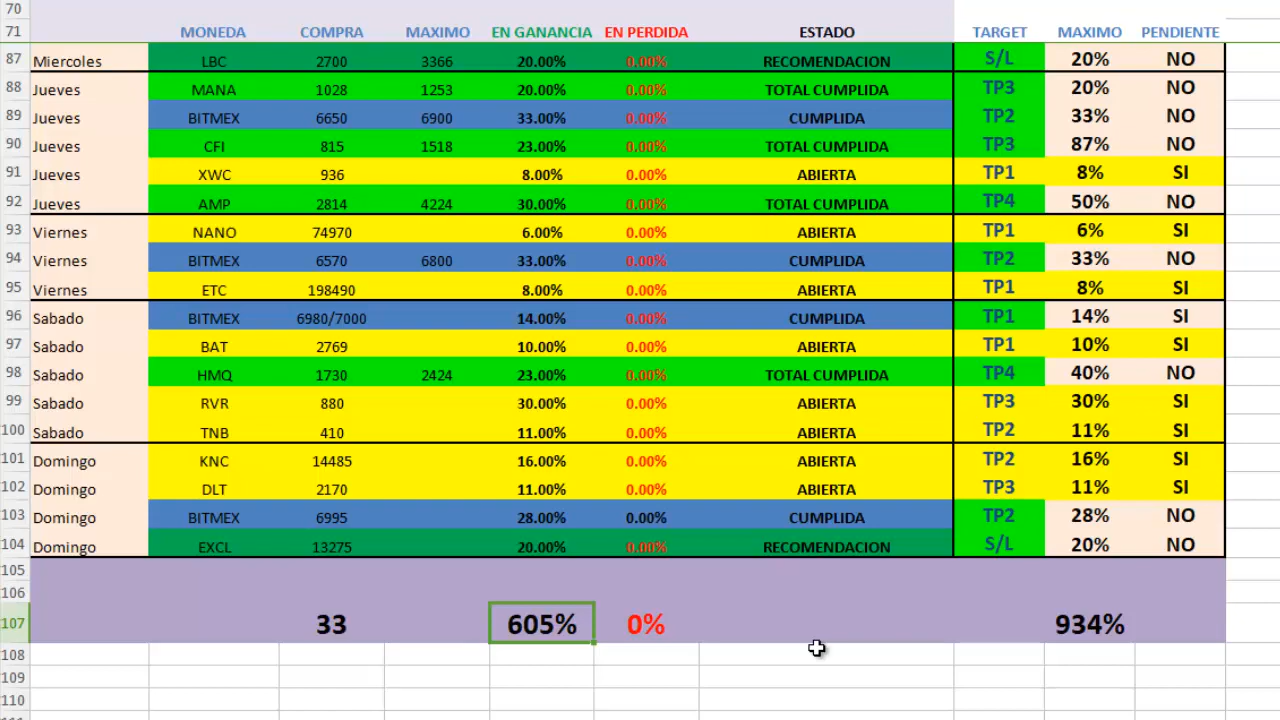 70
71 MONEDA COMPRA MAXIMO EN GANANCIA EN PERDIDA ESTADO TARGET MAXIMO PENDIENTE
87 Miercoles LBC 2700 3366 20.00% 0.00% RECOMENDACION S/L 20% NO
88 Jueves MANA 1028 1253 20.00% 0.00% TOTAL CUMPLIDA TP3 20% NO
89 Jueves BITMEX 6650 6900 33.00% 0.00% CUMPLIDA TP2 33% NO
90 Jueves CFI 815 1518 23.00% 0.00% TOTAL CUMPLIDA TP3 87% NO
91 Jueves XWC 936 8.00% 0.00% ABIERTA TP1 8% SI
92 Jueves AMP 2814 4224 30.00% 0.00% TOTAL CUMPLIDA TP4 50% NO
93 Viernes NANO 74970 6.00% 0.00% ABIERTA TP1 6% SI
94 Viernes BITMEX 6570 6800 33.00% 0.00% CUMPLIDA TP2 33% NO
95 Viernes ETC 198490 8.00% 0.00% ABIERTA TP1 8% SI
96 Sabado BITMEX 6980/7000 14.00% 0.00% CUMPLIDA TP1 14% NO
97 Sabado BAT 2769 10.00% 0.00% ABIERTA TP1 10% SI
98 Sabado HMQ 1730 2424 23.00% 0.00% TOTAL CUMPLIDA TP4 40% NO
99 Sabado RVR 880 30.00% 0.00% ABIERTA TP3 30% SI
100 Sabado TNB 410 11.00% 0.00% ABIERTA TP2 11% SI
101 Domingo KNC 14485 16.00% 0.00% ABIERTA TP2 16% SI
102 Domingo DLT 2170 11.00% 0.00% ABIERTA TP3 11% SI
103 Domingo BITMEX 6995 28.00% 0.00% CUMPLIDA TP2 28% NO
104 Domingo EXCL 13275 20.00% 0.00% RECOMENDACION S/L 20% NO
105
106
107 33 605% 0% 934%
108
109
110